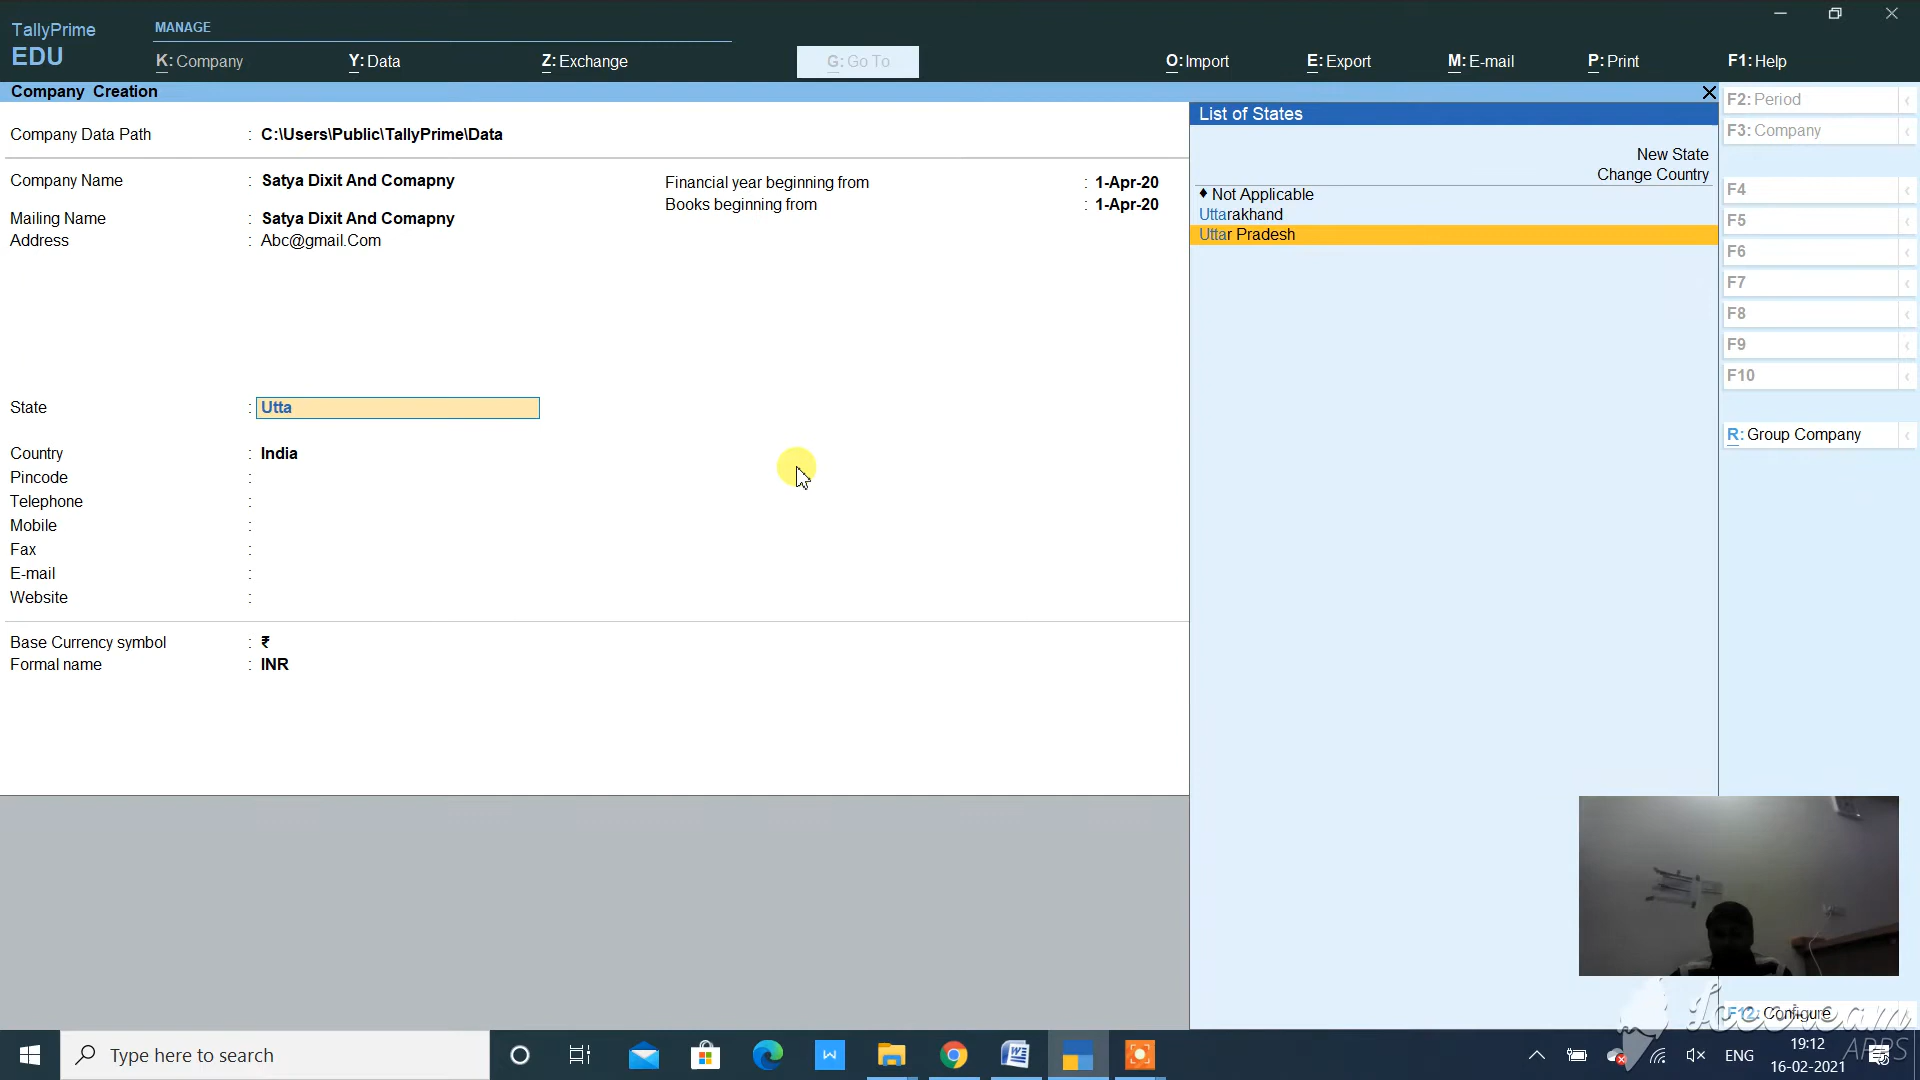 TallyPrime
EDU
MANAGE
K: Company
Y: Data
Z: Exchange
G: Go To
O: Import
E: Export
M: E-mail
P: Print
F1: Help
Company Creation
Company Data Path : C:\Users\Public\TallyPrime\Data
Company Name : Satya Dixit And Comapny
Financial year beginning from : 1-Apr-20
Books beginning from : 1-Apr-20
Mailing Name : Satya Dixit And Comapny
Address : Abc@gmail.Com
State : Utta
Country : India
Pincode :
Telephone :
Mobile :
Fax :
E-mail :
Website :
Base Currency symbol : ₹
Formal name : INR
List of States
New State
Change Country
♦ Not Applicable
Uttarakhand
Uttar Pradesh
F2: Period
F3: Company
F4
F5
F6
F7
F8
F9
F10
R: Group Company
F12: Configure
Icecream
APPS
Type here to search
ENG
19:12
16-02-2021